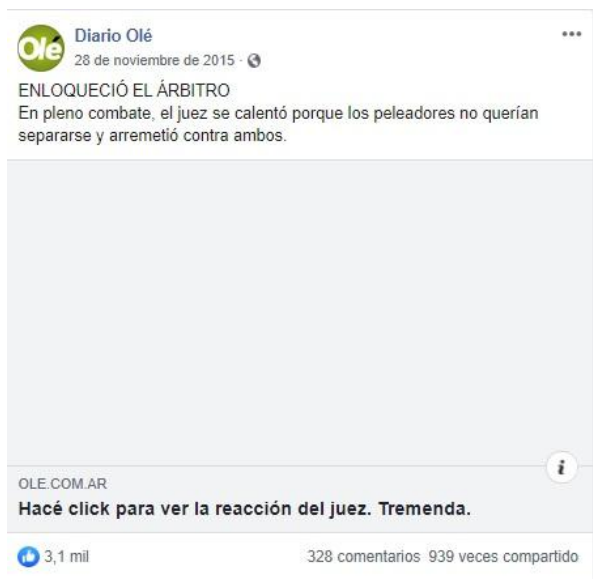 Olé
Diario Olé
28 de noviembre de 2015 ·
ENLOQUECIÓ EL ÁRBITRO
En pleno combate, el juez se calentó porque los peleadores no querían
separarse y arremetió contra ambos.
i
OLE.COM.AR
Hacé click para ver la reacción del juez. Tremenda.
3,1 mil
328 comentarios 939 veces compartido